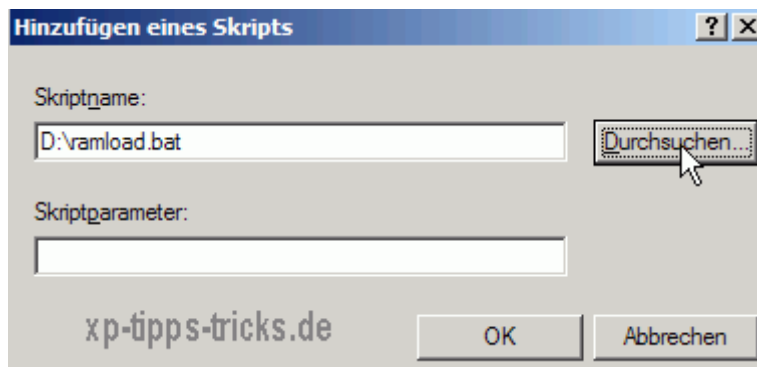 Hinzufügen eines Skripts
Skriptname:
D:\ramload.bat
Durchsuchen...
Skriptparameter:
xp-tipps-tricks.de
OK
Abbrechen